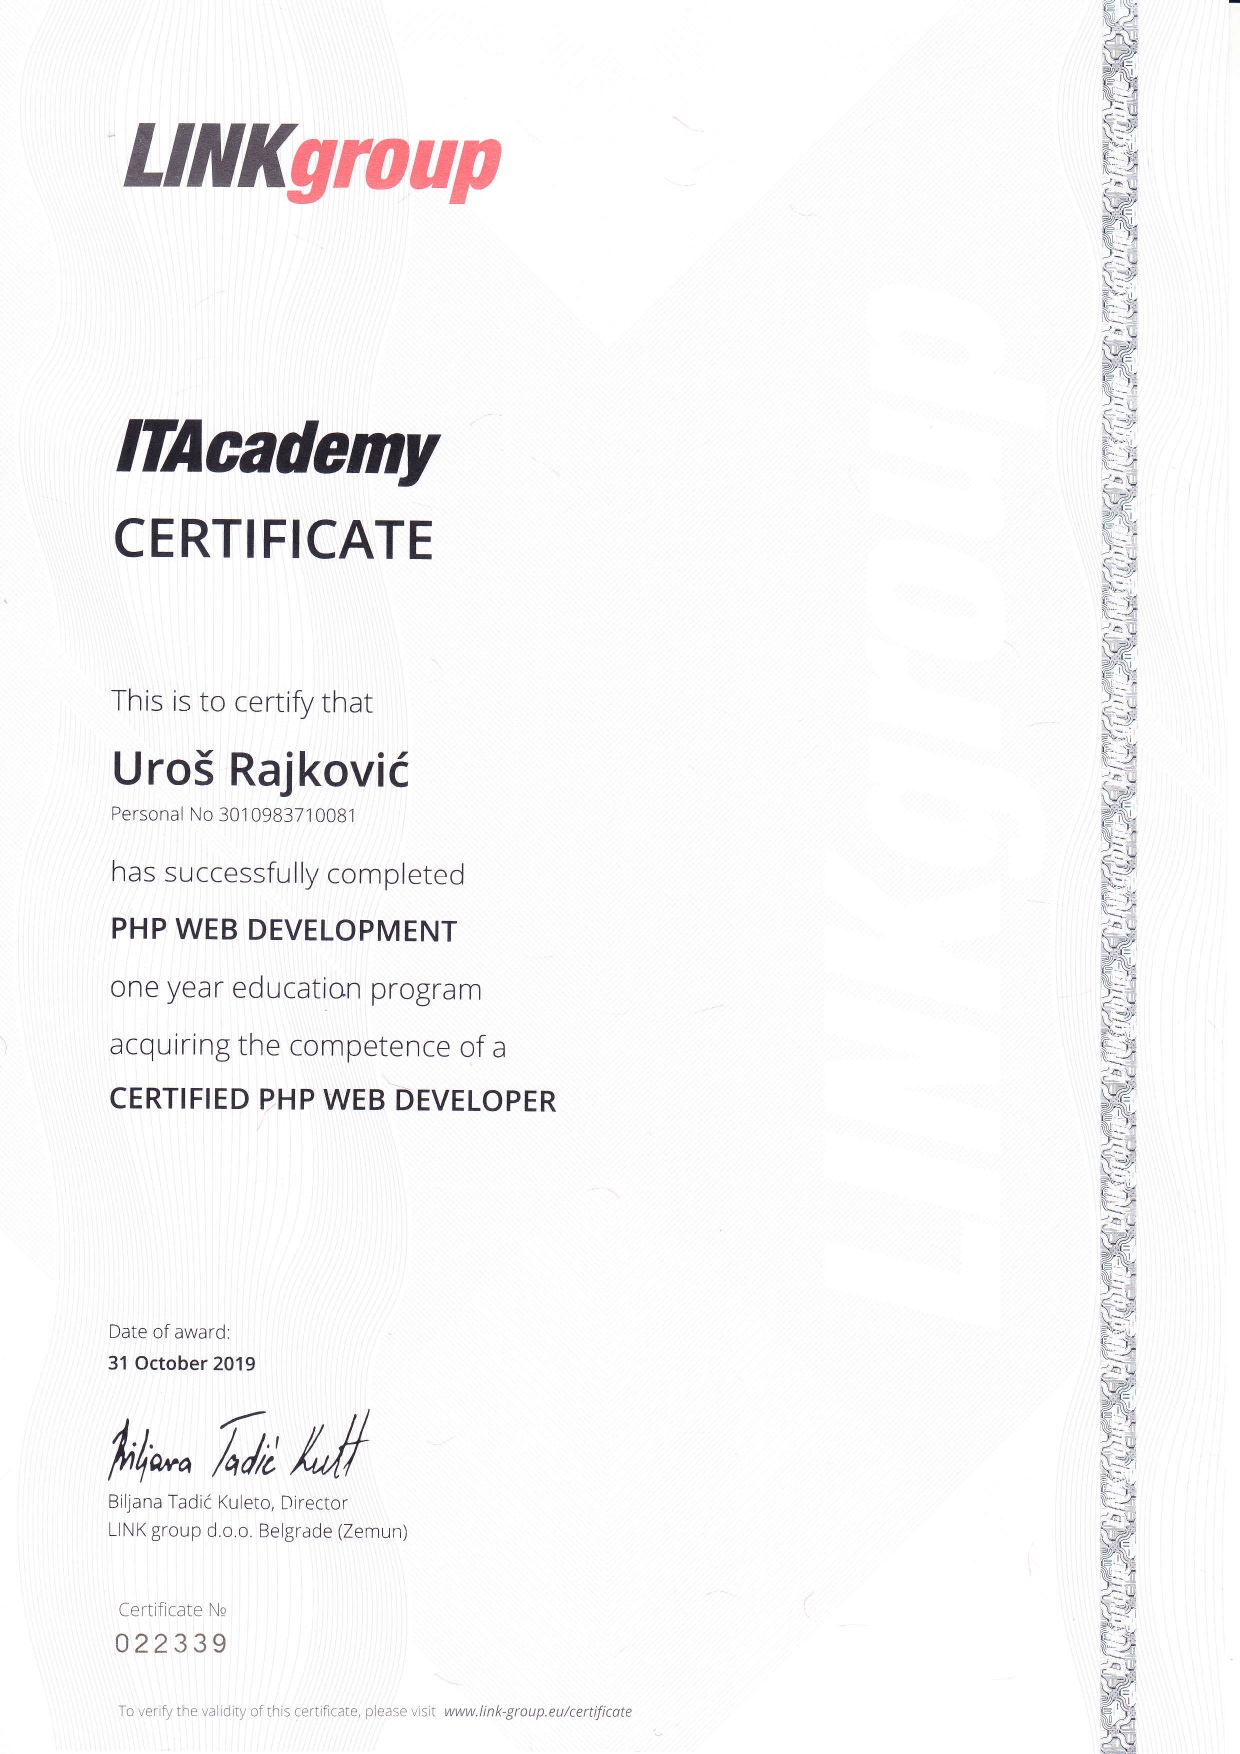 LINKgroup
ITAcademy
CERTIFICATE
This is to certify that
Uroš Rajković
Personal No 3010983710081
has successfully completed
PHP WEB DEVELOPMENT
one year education program
acquiring the competence of a
CERTIFIED PHP WEB DEVELOPER
Date of award:
31 October 2019
Biljana Tadić Kult
Biljana Tadić Kuleto, Director
LINK group d.o.o. Belgrade (Zemun)
Certificate №
022339
To verify the validity of this certificate, please visit www.link-group.eu/certificate
LINKgroup